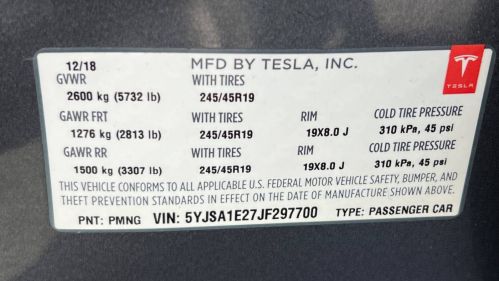 12/18 MFD BY TESLA, INC.
GVWR WITH TIRES TESLA
2600 kg (5732 lb) 245/45R19
GAWR FRT WITH TIRES RIM COLD TIRE PRESSURE
1276 kg (2813 lb) 245/45R19 19X8.0 J 310 kPa, 45 psi
GAWR RR WITH TIRES RIM COLD TIRE PRESSURE
1500 kg (3307 lb) 245/45R19 19X8.0 J 310 kPa, 45 psi
THIS VEHICLE CONFORMS TO ALL APPLICABLE U.S. FEDERAL MOTOR VEHICLE SAFETY, BUMPER, AND
THEFT PREVENTION STANDARDS IN EFFECT ON THE DATE OF MANUFACTURE SHOWN ABOVE.
PNT: PMNG VIN: 5YJSA1E27JF297700 TYPE: PASSENGER CAR